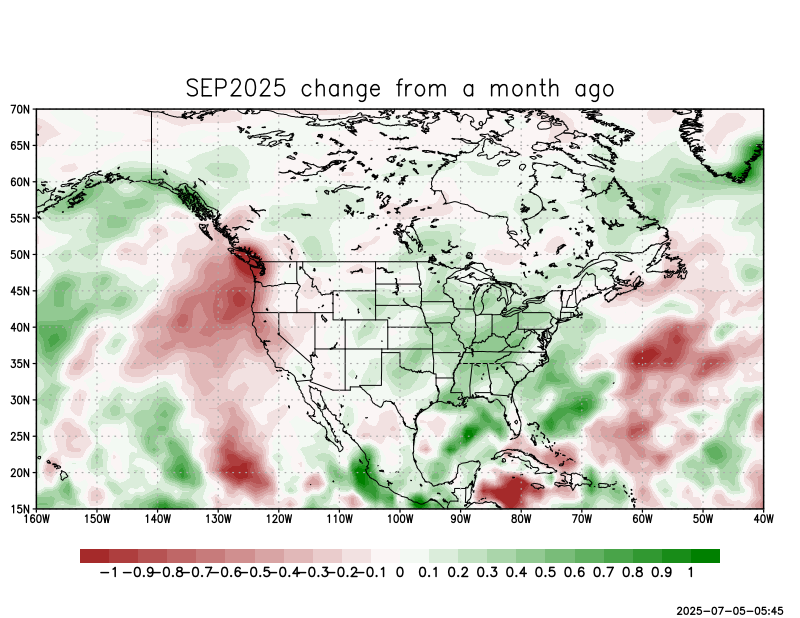 SEP2025 change from a month ago
70N
65N
60N
55N
50N
45N
40N
35N
30N
25N
20N
15N
160W 150W 140W 130W 120W 110W 100W 90W 80W 70W 60W 50W 40W
-1 -0.9 -0.8 -0.7 -0.6 -0.5 -0.4 -0.3 -0.2 -0.1 0 0.1 0.2 0.3 0.4 0.5 0.6 0.7 0.8 0.9 1
2025-07-05-05:45